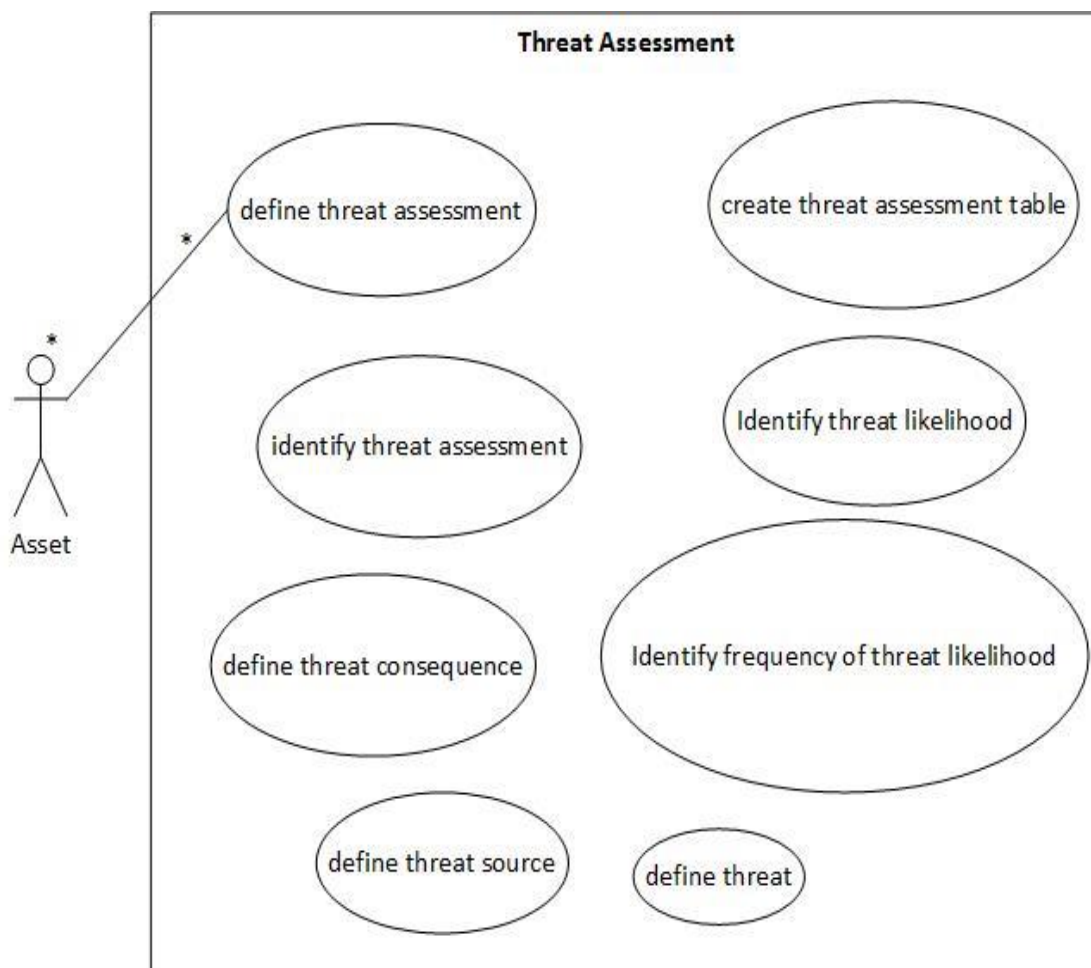 Threat Assessment
define threat assessment
create threat assessment table
*
*
Asset
identify threat assessment
Identify threat likelihood
define threat consequence
Identify frequency of threat likelihood
define threat source
define threat